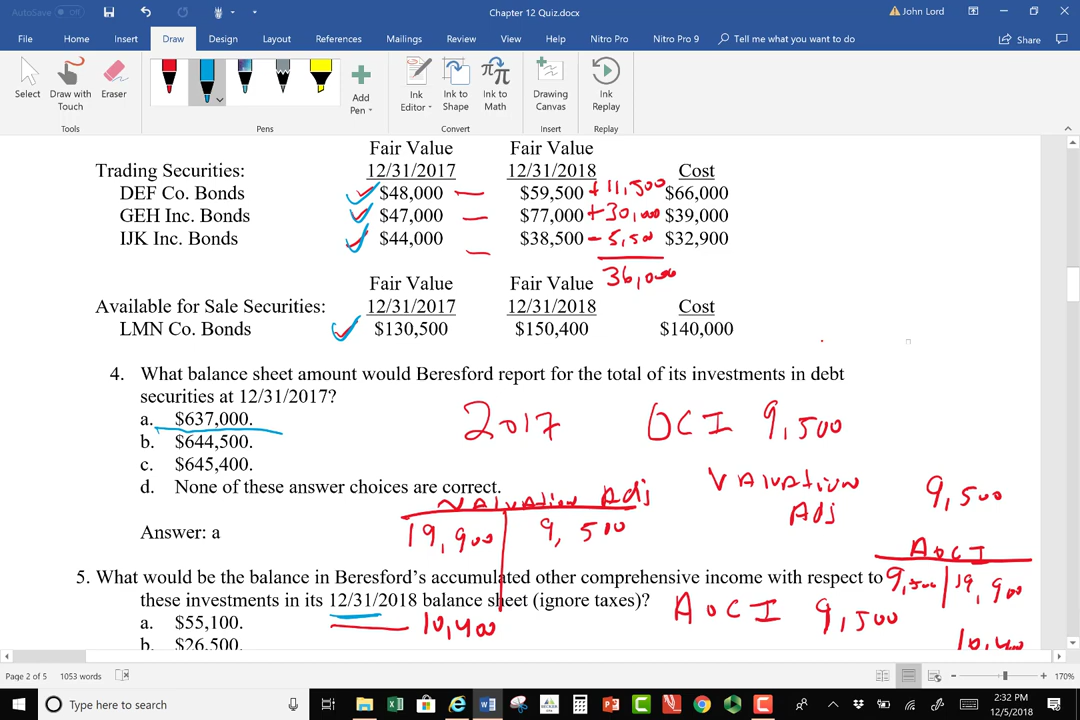 AutoSave Off Chapter 12 Quiz.docx John Lord
File Home Insert Draw Design Layout References Mailings Review View Help Nitro Pro Nitro Pro 9 Tell me what you want to do Share
Select Draw with Touch Eraser Add Pen Ink Editor Ink to Shape Ink to Math Drawing Canvas Ink Replay
Tools Pens Convert Insert Replay
Fair Value Fair Value
Trading Securities: 12/31/2017 12/31/2018 Cost
DEF Co. Bonds $48,000 — $59,500 +11,500 $66,000
GEH Inc. Bonds $47,000 — $77,000 +30,000 $39,000
IJK Inc. Bonds $44,000 — $38,500 -5,500 $32,900
36,000
Fair Value Fair Value
Available for Sale Securities: 12/31/2017 12/31/2018 Cost
LMN Co. Bonds $130,500 $150,400 $140,000
4. What balance sheet amount would Beresford report for the total of its investments in debt
securities at 12/31/2017?
a. $637,000.
b. $644,500.
c. $645,400.
d. None of these answer choices are correct.
2017 OCI 9,500
Valuation Adj 9,500
Valuation Adj
19,900 9,500
Answer: a
AOCI
9,500 19,900
5. What would be the balance in Beresford's accumulated other comprehensive income with respect to
these investments in its 12/31/2018 balance sheet (ignore taxes)?
AOCI 9,500
a. $55,100.
10,400
b. $26,500.
10,400
Page 2 of 5 1053 words 170%
Type here to search 2:32 PM
12/5/2018